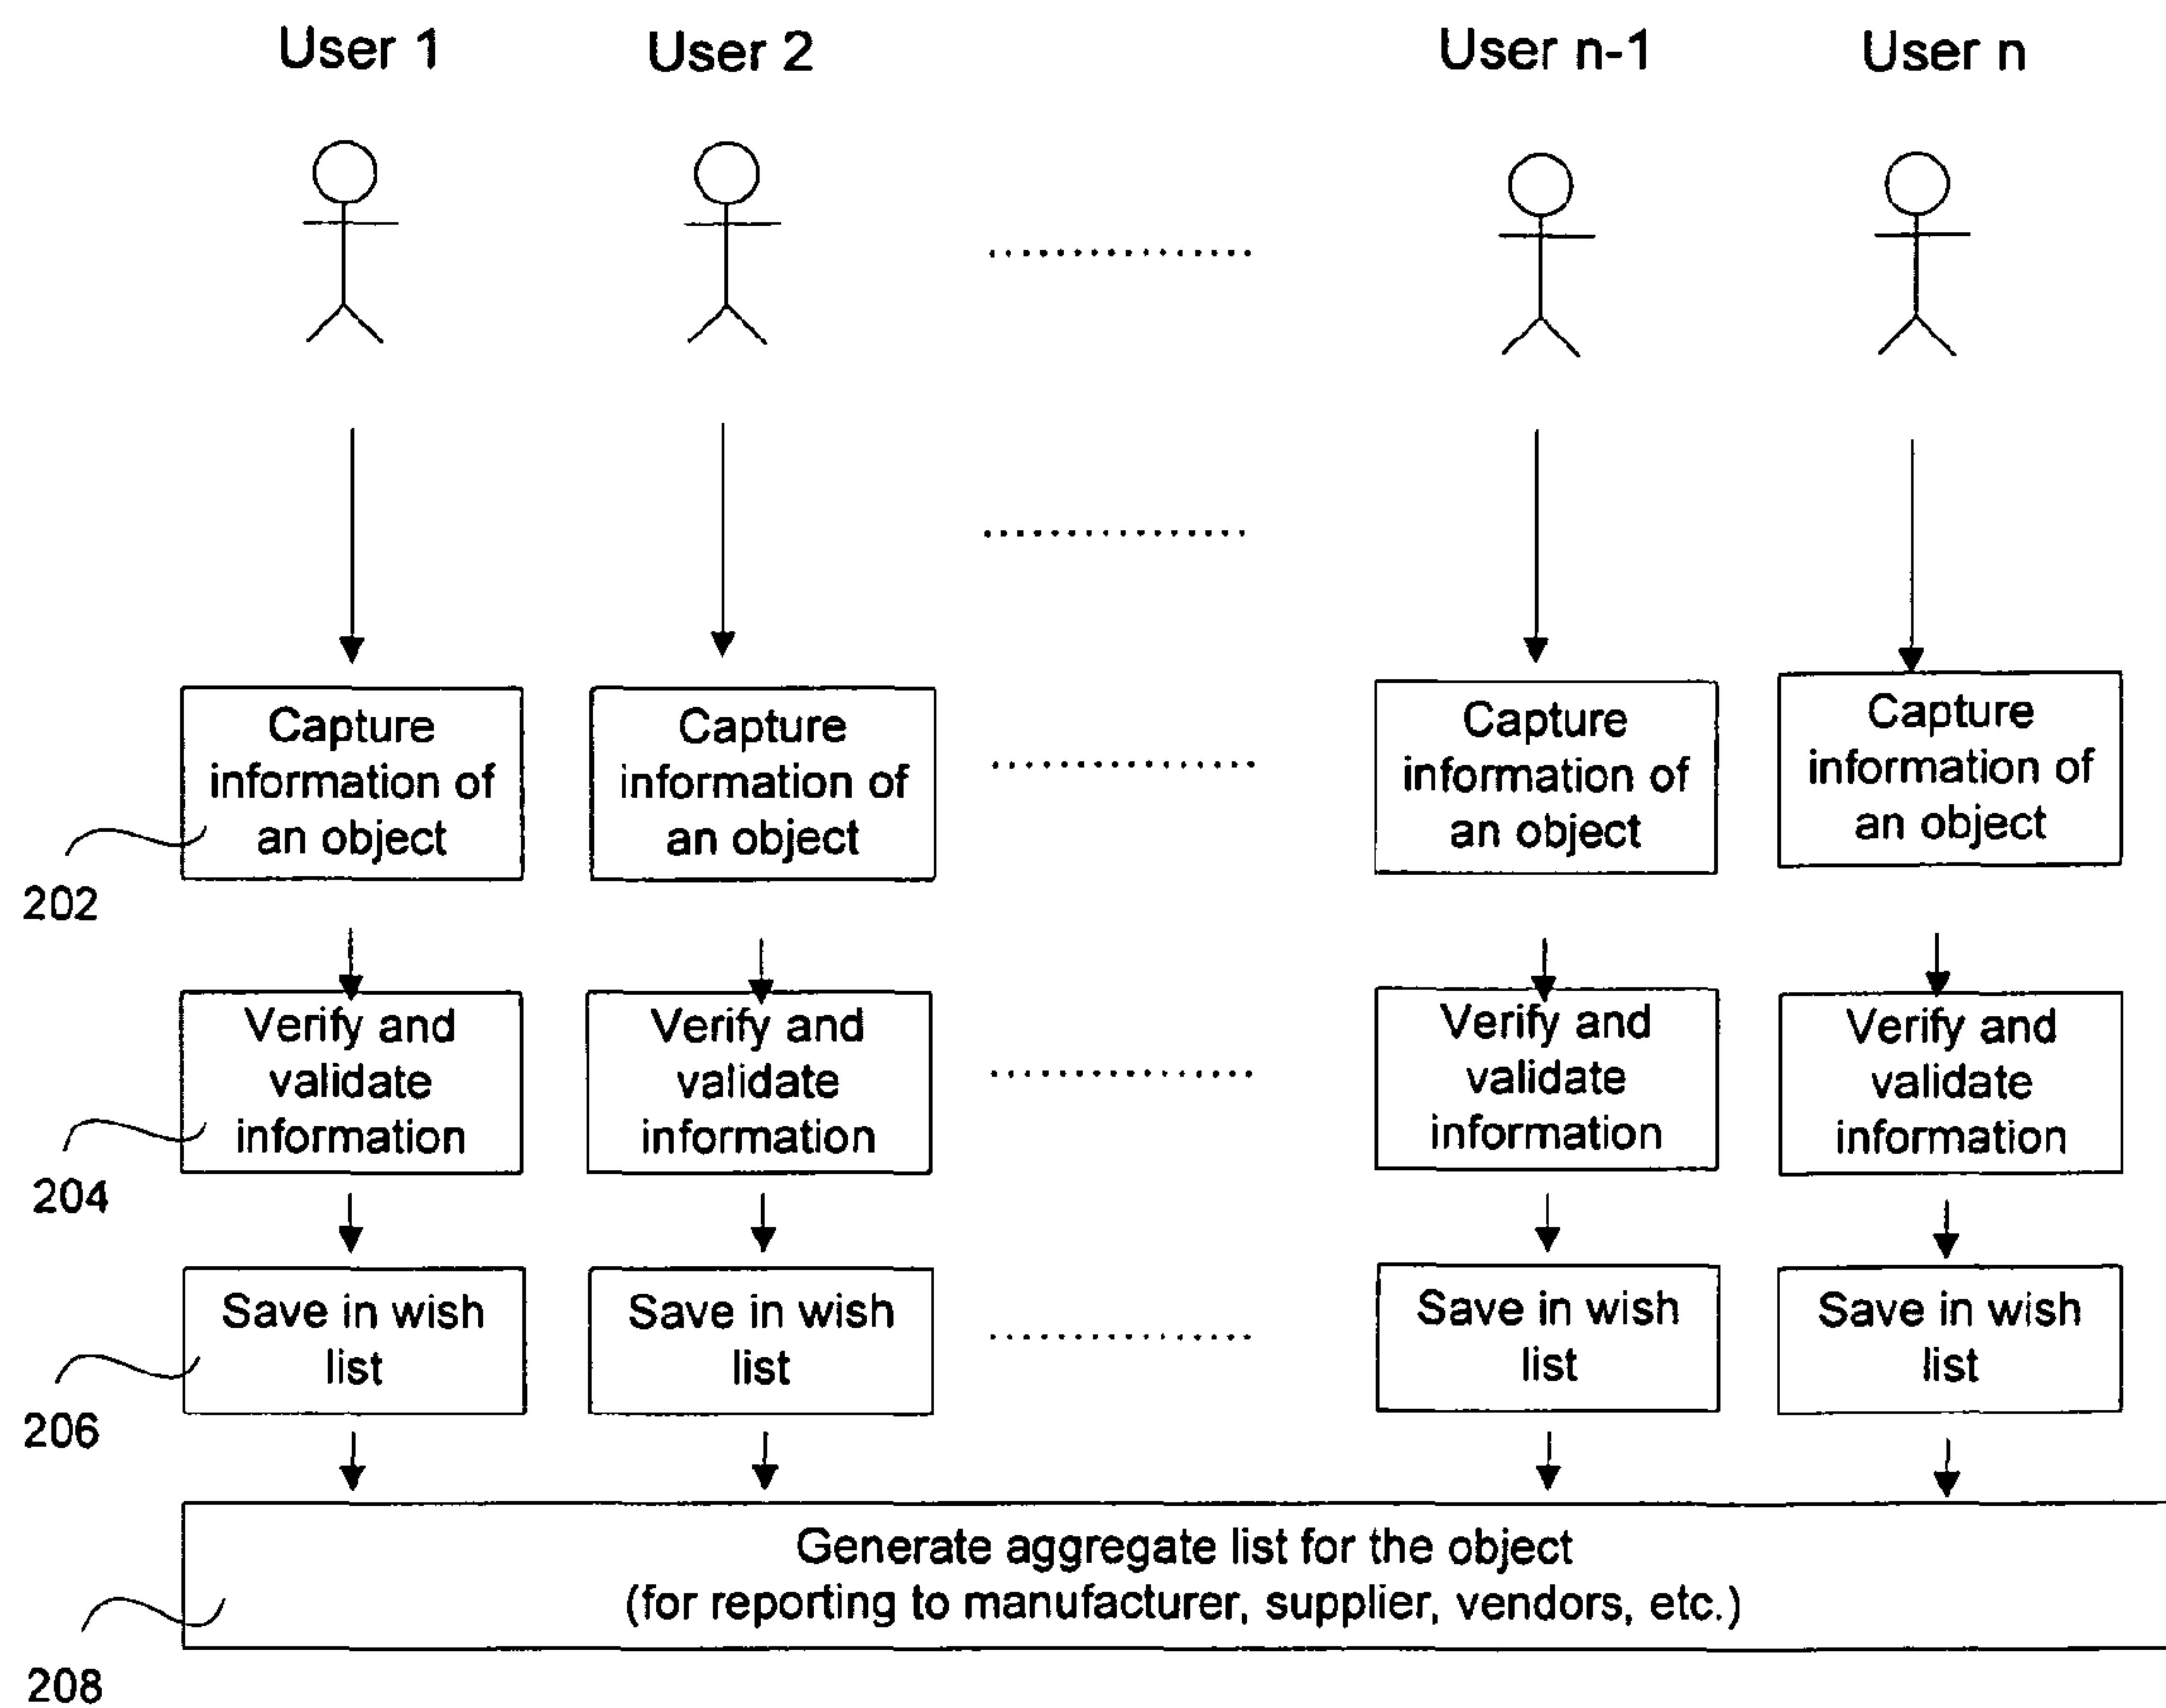 User 1
User 2
User n-1
User n
Capture
information of
an object
Capture
information of
an object
Capture
information of
an object
Capture
information of
an object
202
Verify and
validate
information
Verify and
validate
information
Verify and
validate
information
Verify and
validate
information
204
Save in wish
list
Save in wish
list
Save in wish
list
Save in wish
list
206
Generate aggregate list for the object
(for reporting to manufacturer, supplier, vendors, etc.)
208